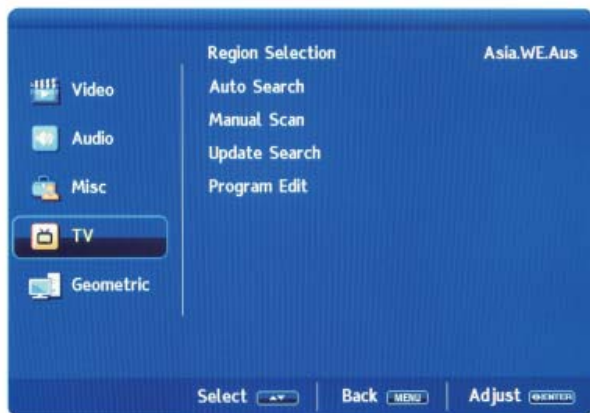 Region Selection Asia.WE.Aus
Video
Auto Search
Manual Scan
Audio
Update Search
Misc
Program Edit
TV
Geometric
Select Back MENU Adjust ENTER